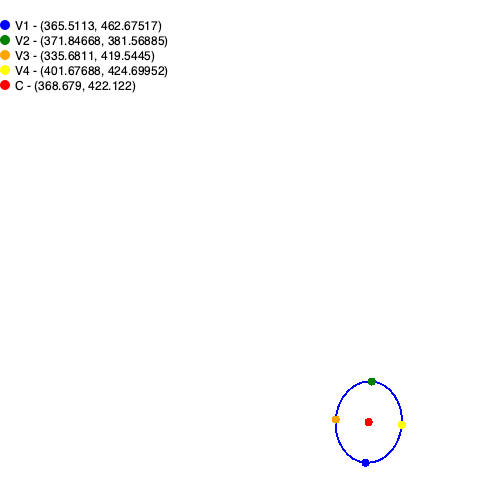 V1 - (365.5113, 462.67517)
V2 - (371.84668, 381.56885)
V3 - (335.6811, 419.5445)
V4 - (401.67688, 424.69952)
C - (368.679, 422.122)